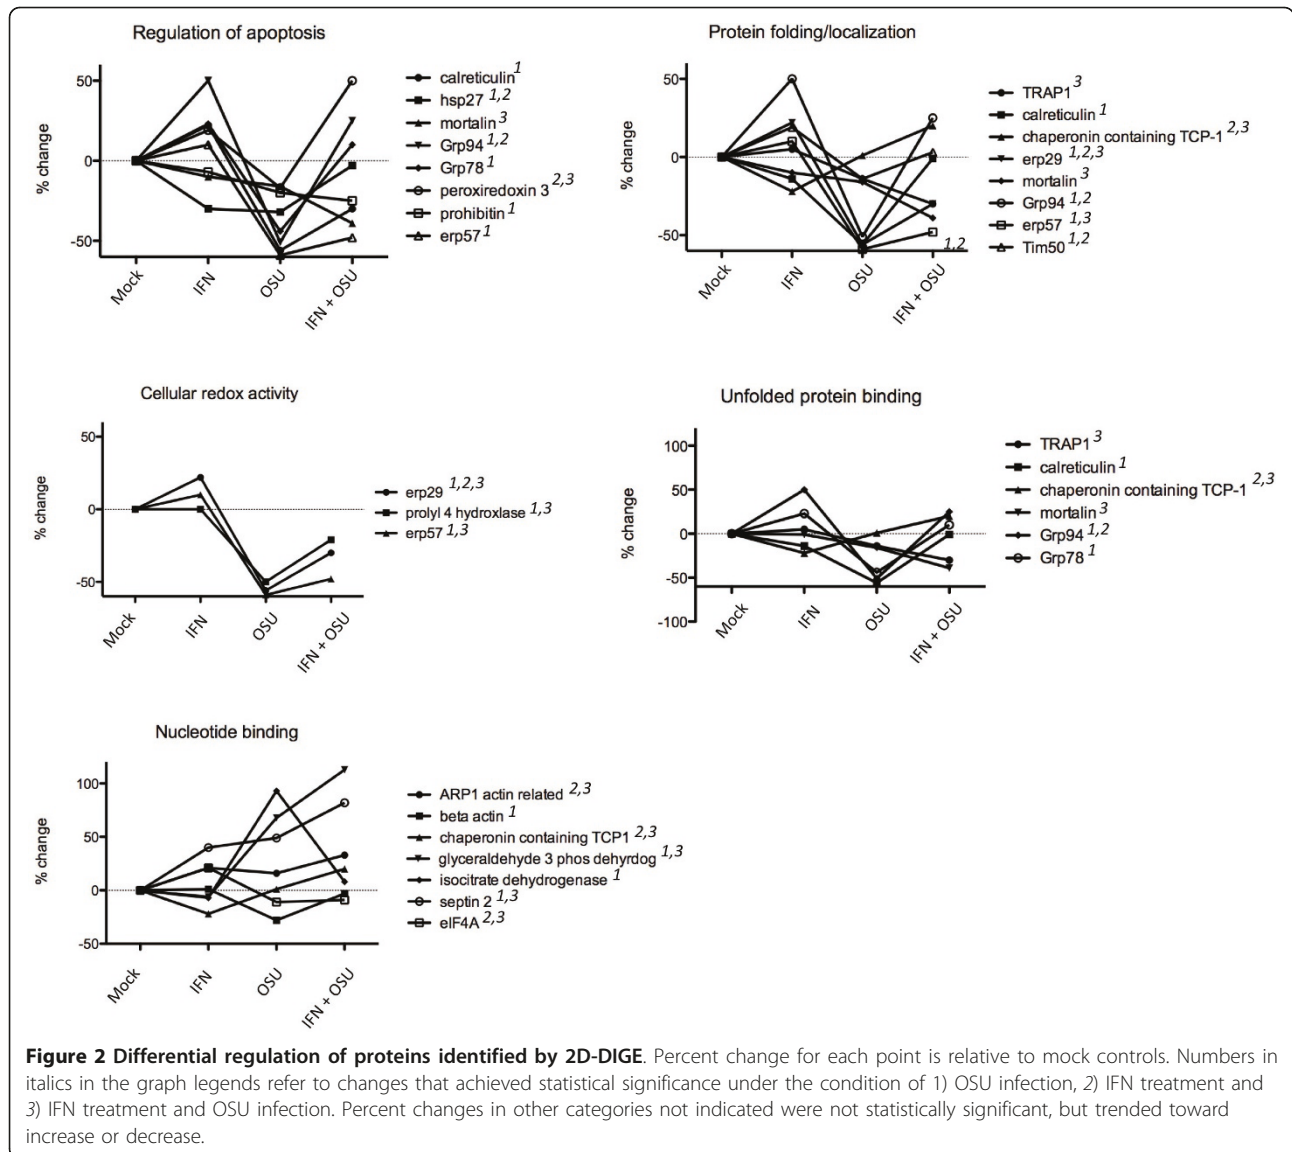 Regulation of apoptosis
% change
50
0
-50
Mock
IFN
OSU
IFN + OSU
calreticulin 1
hsp27 1,2
mortalin 3
Grp94 1,2
Grp78 1
peroxiredoxin 3 2,3
prohibitin 1
erp57 1
Protein folding/localization
% change
50
0
-50
Mock
IFN
OSU
IFN + OSU
1,2
TRAP1 3
calreticulin 1
chaperonin containing TCP-1 2,3
erp29 1,2,3
mortalin 3
Grp94 1,2
erp57 1,3
Tim50 1,2
Cellular redox activity
% change
50
0
-50
Mock
IFN
OSU
IFN + OSU
erp29 1,2,3
prolyl 4 hydroxlase 1,3
erp57 1,3
Unfolded protein binding
% change
100
50
0
-50
-100
Mock
IFN
OSU
IFN + OSU
TRAP1 3
calreticulin 1
chaperonin containing TCP-1 2,3
mortalin 3
Grp94 1,2
Grp78 1
Nucleotide binding
% change
100
50
0
-50
Mock
IFN
OSU
IFN + OSU
ARP1 actin related 2,3
beta actin 1
chaperonin containing TCP1 2,3
glyceraldehyde 3 phos dehyrdog 1,3
isocitrate dehydrogenase 1
septin 2 1,3
eIF4A 2,3
Figure 2 Differential regulation of proteins identified by 2D-DIGE. Percent change for each point is relative to mock controls. Numbers in
italics in the graph legends refer to changes that achieved statistical significance under the condition of 1) OSU infection, 2) IFN treatment and
3) IFN treatment and OSU infection. Percent changes in other categories not indicated were not statistically significant, but trended toward
increase or decrease.